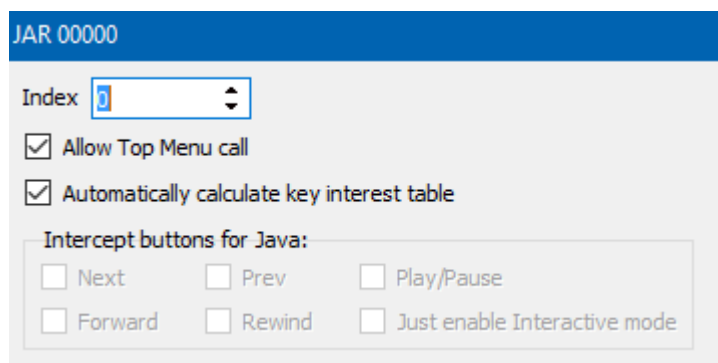 JAR 00000
Index 0
Allow Top Menu call
Automatically calculate key interest table
Intercept buttons for Java:
Next Prev Play/Pause
Forward Rewind Just enable Interactive mode